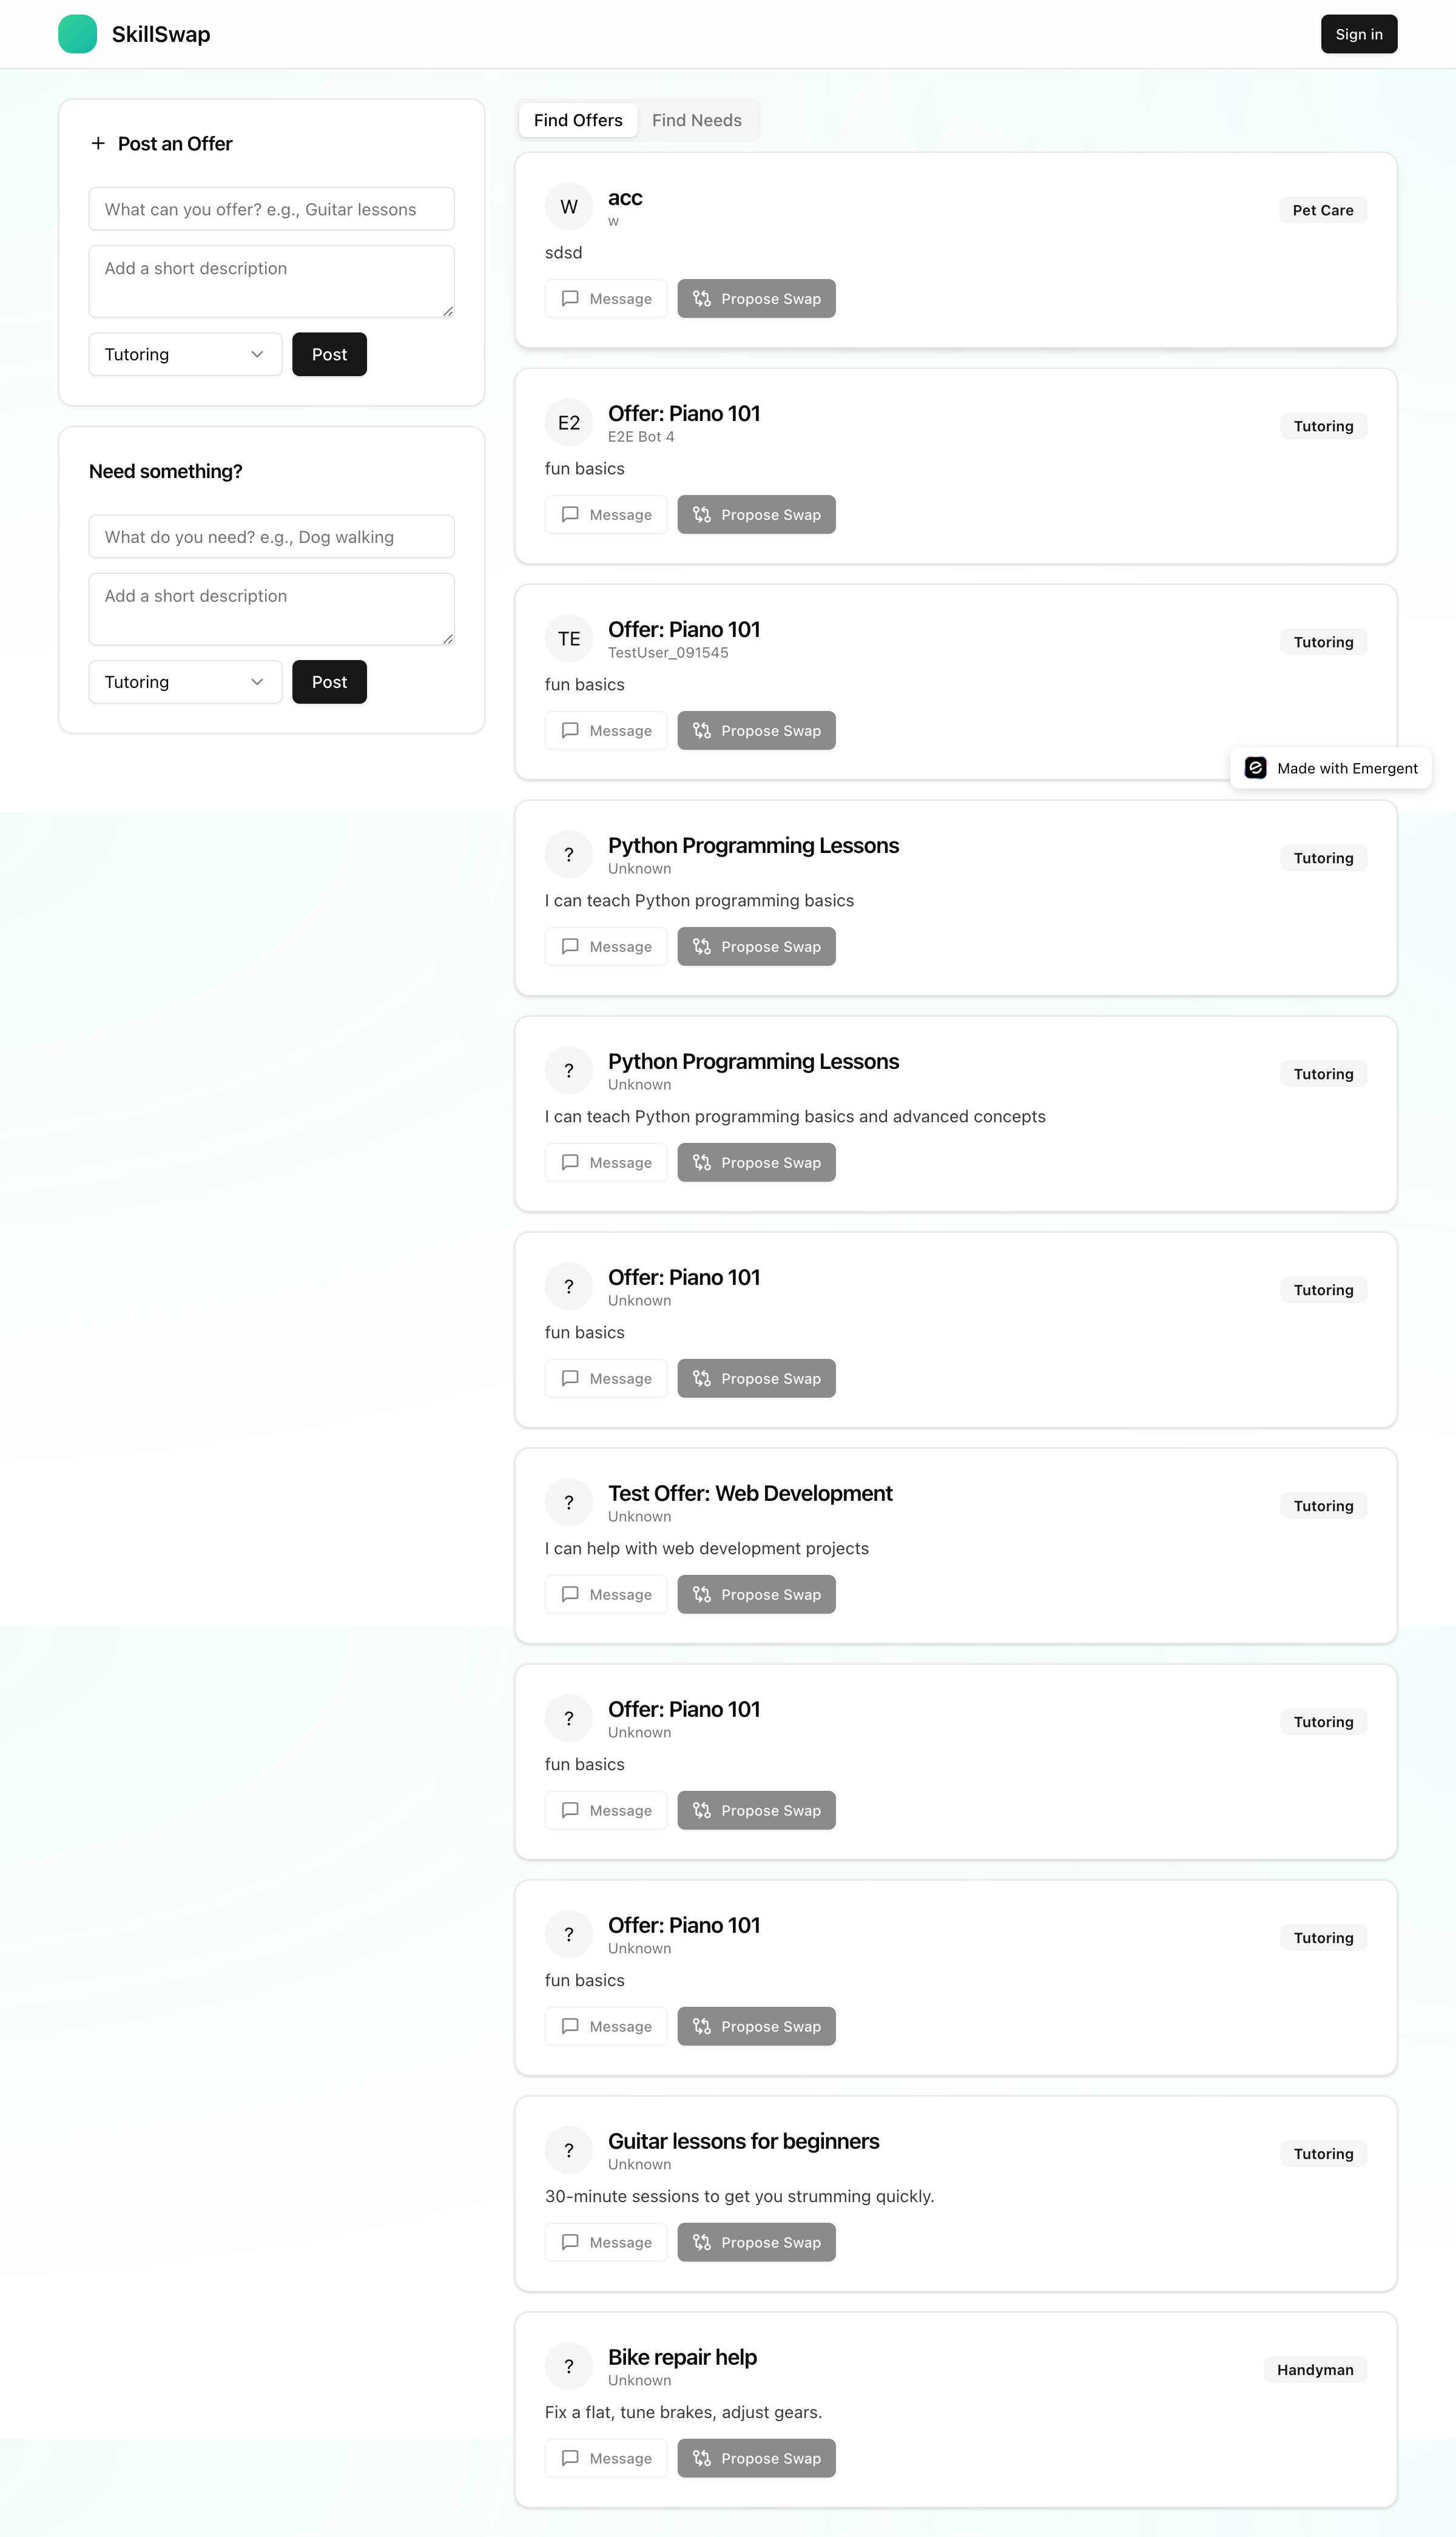 SkillSwap
Sign in
Post an Offer
What can you offer? e.g., Guitar lessons
Add a short description
Tutoring
Post
Need something?
What do you need? e.g., Dog walking
Add a short description
Tutoring
Post
Find Offers
Find Needs
W
acc
w
Pet Care
sdsd
Message
Propose Swap
E2
Offer: Piano 101
E2E Bot 4
Tutoring
fun basics
Message
Propose Swap
TE
Offer: Piano 101
TestUser_091545
Tutoring
fun basics
Message
Propose Swap
Made with Emergent
?
Python Programming Lessons
Unknown
Tutoring
I can teach Python programming basics
Message
Propose Swap
?
Python Programming Lessons
Unknown
Tutoring
I can teach Python programming basics and advanced concepts
Message
Propose Swap
?
Offer: Piano 101
Unknown
Tutoring
fun basics
Message
Propose Swap
?
Test Offer: Web Development
Unknown
Tutoring
I can help with web development projects
Message
Propose Swap
?
Offer: Piano 101
Unknown
Tutoring
fun basics
Message
Propose Swap
?
Offer: Piano 101
Unknown
Tutoring
fun basics
Message
Propose Swap
?
Guitar lessons for beginners
Unknown
Tutoring
30-minute sessions to get you strumming quickly.
Message
Propose Swap
?
Bike repair help
Unknown
Handyman
Fix a flat, tune brakes, adjust gears.
Message
Propose Swap